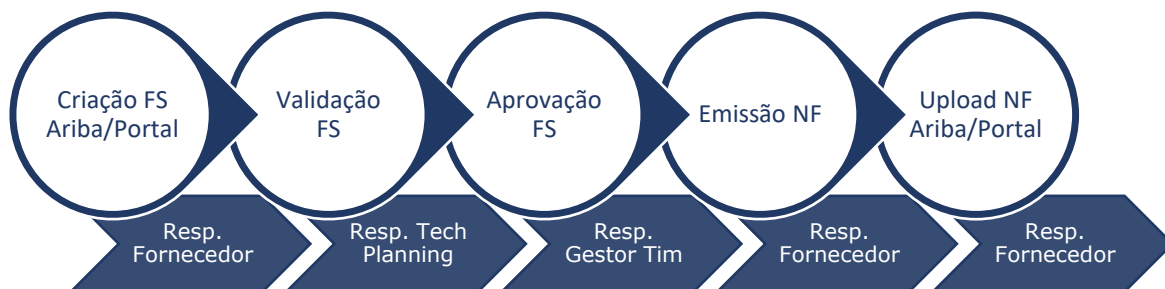 Criação FS
Ariba/Portal
Validação
FS
Aprovação
FS
Emissão NF
Upload NF
Ariba/Portal
Resp.
Fornecedor
Resp. Tech
Planning
Resp.
Gestor Tim
Resp.
Fornecedor
Resp.
Fornecedor